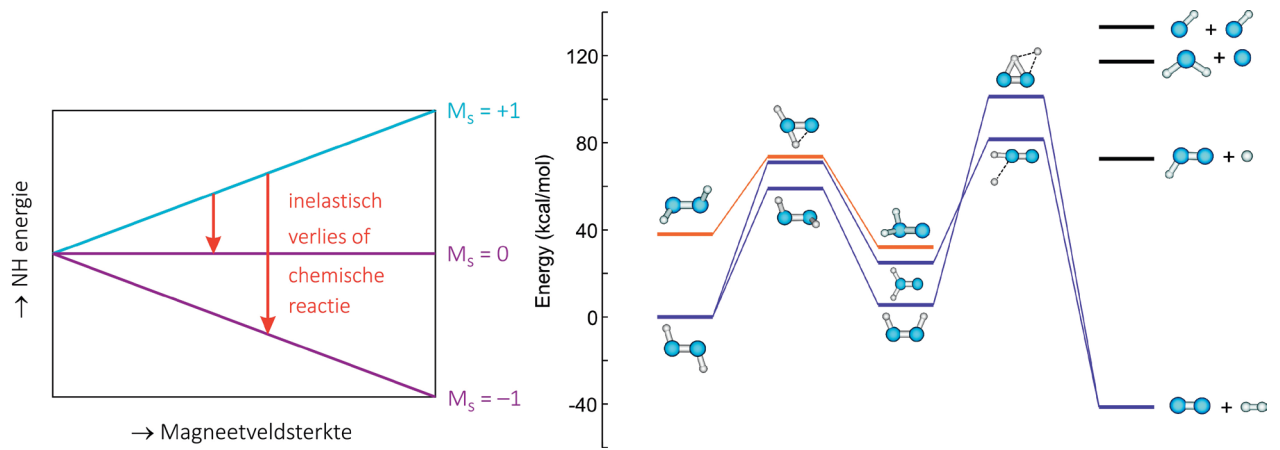 → NH energie
M_S = +1
inelastisch
verlies of
M_S = 0
chemische
reactie
M_S = –1
→ Magneetveldsterkte
Energy (kcal/mol)
120
80
40
0
-40
+
+
+
+